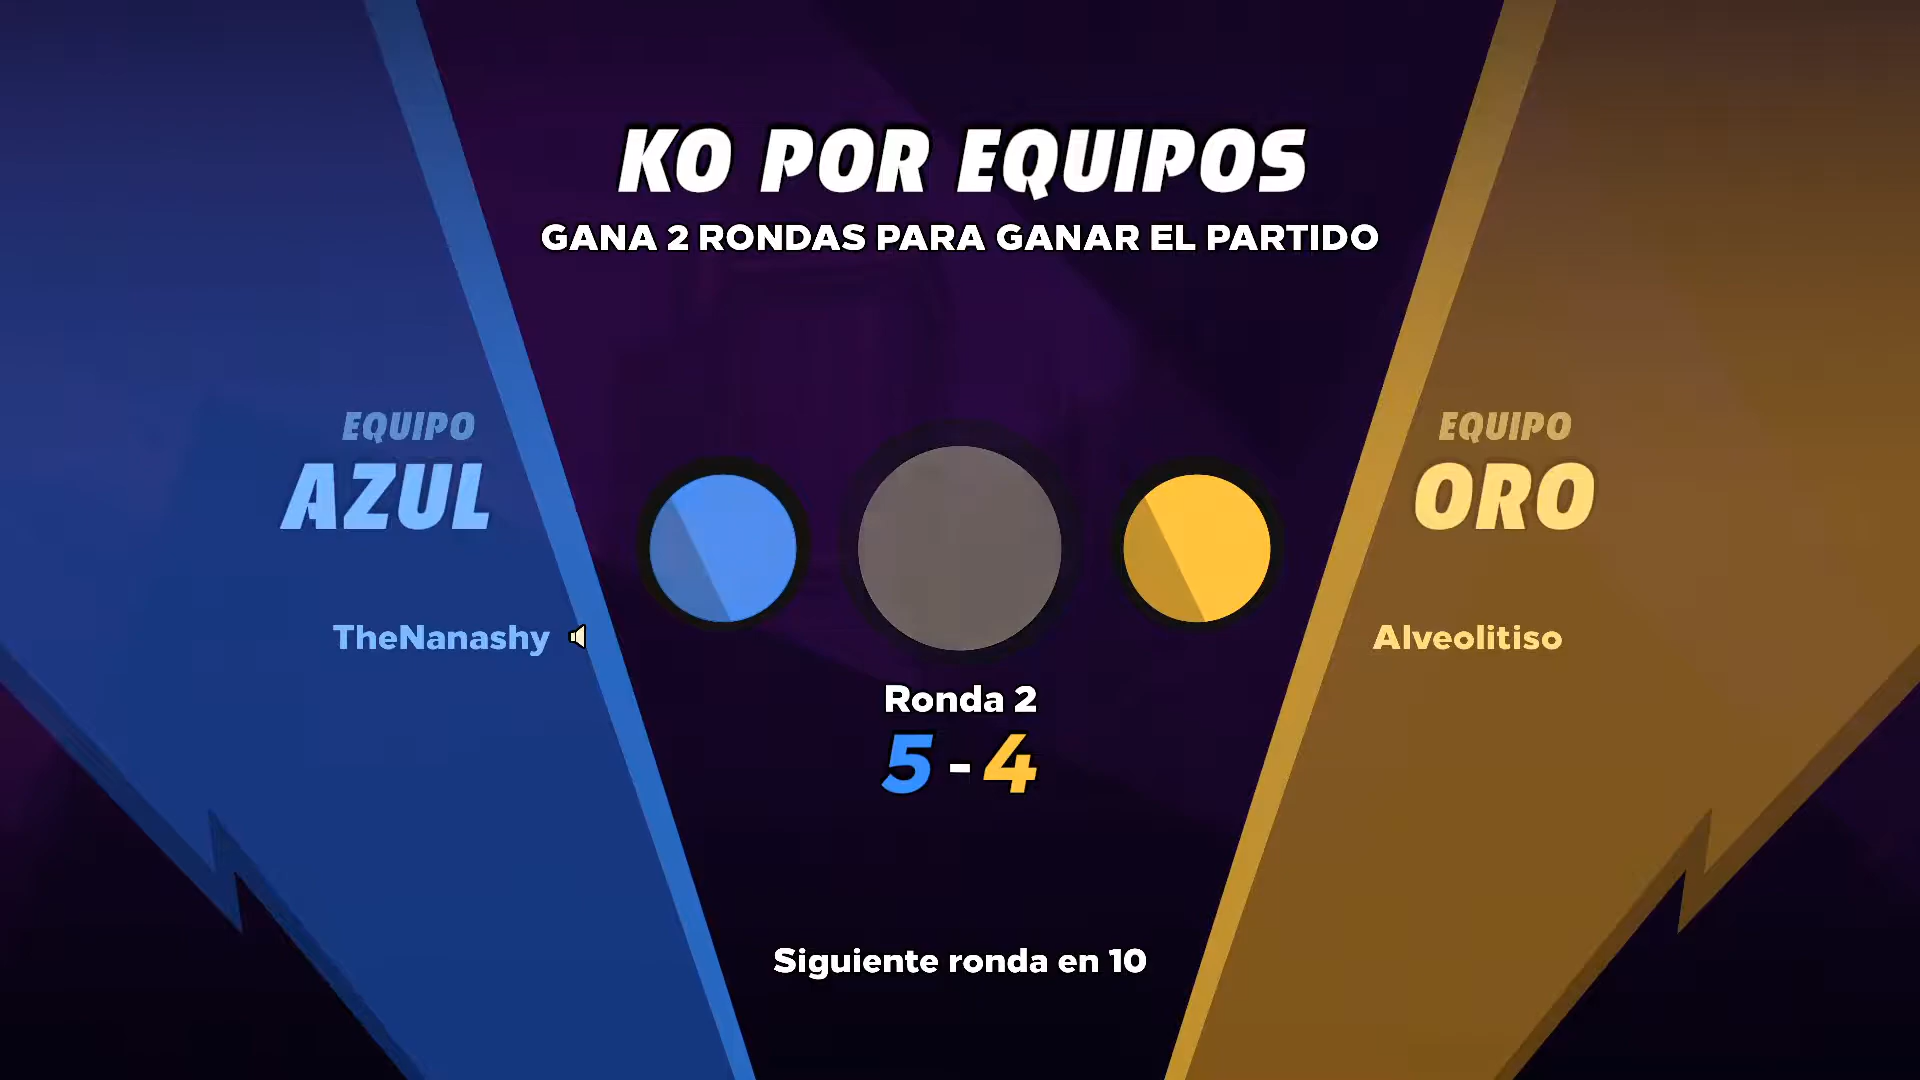 KO POR EQUIPOS
GANA 2 RONDAS PARA GANAR EL PARTIDO
EQUIPO
AZUL
TheNanashy
EQUIPO
ORO
Alveolitiso
Ronda 2
5 - 4
Siguiente ronda en 10